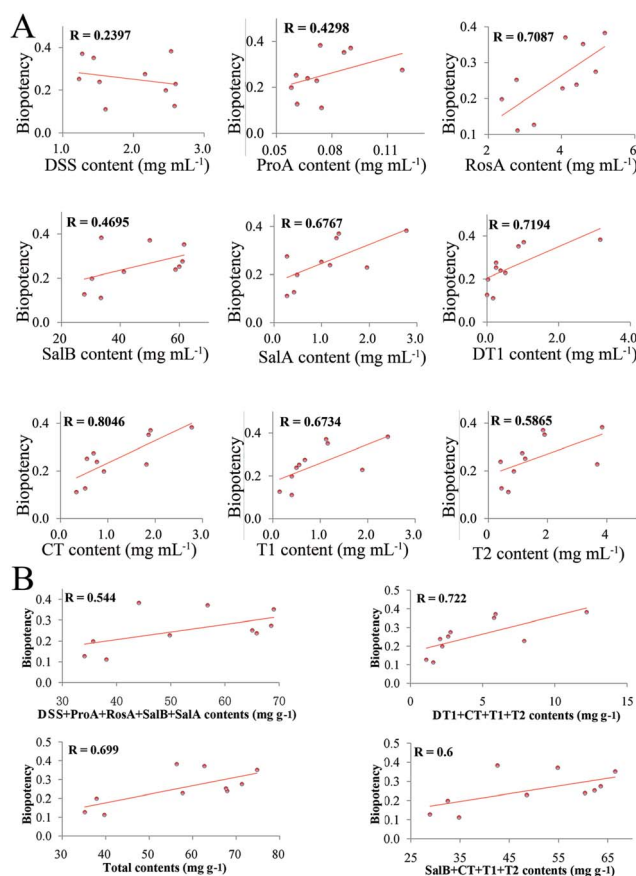 A
R = 0.2397
Biopotency
0.4
0.2
0.0
1.0 2.0 3.0
DSS content (mg mL⁻¹)
R = 0.4298
Biopotency
0.4
0.3
0.2
0.1
0.0
0.05 0.08 0.11
ProA content (mg mL⁻¹)
R = 0.7087
Biopotency
0.4
0.3
0.2
0.1
2 4 6
RosA content (mg mL⁻¹)
R = 0.4695
Biopotency
0.4
0.2
0.0
20 40 60 80
SalB content (mg mL⁻¹)
R = 0.6767
Biopotency
0.4
0.2
0.0
0.0 1.0 2.0 3.0
SalA content (mg mL⁻¹)
R = 0.7194
Biopotency
0.4
0.2
0.0
0.0 1.0 2.0 3.0 4.0
DT1 content (mg mL⁻¹)
R = 0.8046
Biopotency
0.4
0.2
0.0
0.0 1.0 2.0 3.0
CT content (mg mL⁻¹)
R = 0.6734
Biopotency
0.4
0.2
0.0
0.0 1.0 2.0 3.0
T1 content (mg mL⁻¹)
R = 0.5865
Biopotency
0.4
0.2
0.0
0 2 4
T2 content (mg mL⁻¹)
B
R = 0.544
Biopotency
0.5
0.4
0.3
0.2
0.1
0.0
30 40 50 60 70
DSS+ProA+RosA+SalB+SalA contents (mg g-1)
R = 0.722
Biopotency
0.5
0.4
0.3
0.2
0.1
0.0
0 5 10 15
DT1+CT+T1+T2 contents (mg g-1)
R = 0.699
Biopotency
0.5
0.4
0.3
0.2
0.1
0.0
30 40 50 60 70 80
Total contents (mg g-1)
R = 0.6
Biopotency
0.5
0.4
0.3
0.2
0.1
0.0
25 35 45 55 65
SalB+CT+T1+T2 contents (mg g-1)